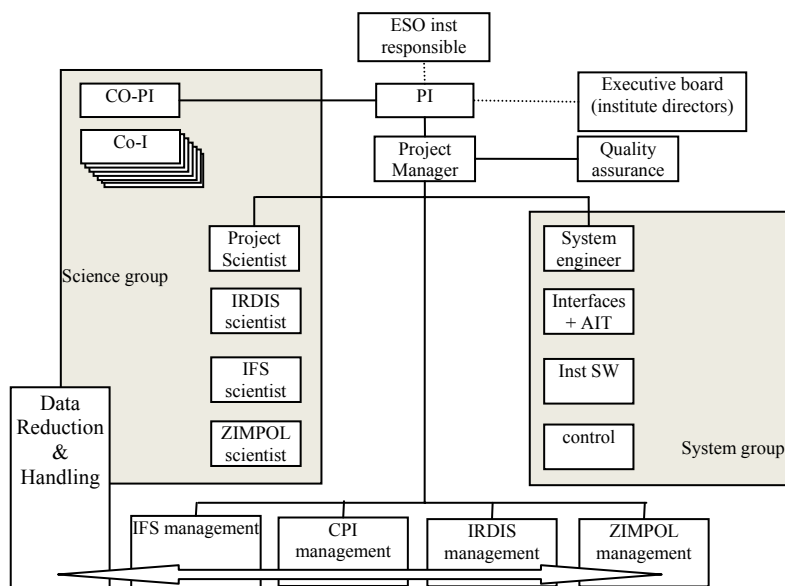 ESO inst
responsible
CO-PI
PI
Executive board
(institute directors)
Co-I
Project
Manager
Quality
assurance
Project
Scientist
System
engineer
Science group
IRDIS
scientist
Interfaces
+ AIT
IFS
scientist
Inst SW
Data
Reduction
&
Handling
ZIMPOL
scientist
control
System group
IFS management
CPI
management
IRDIS
management
ZIMPOL
management